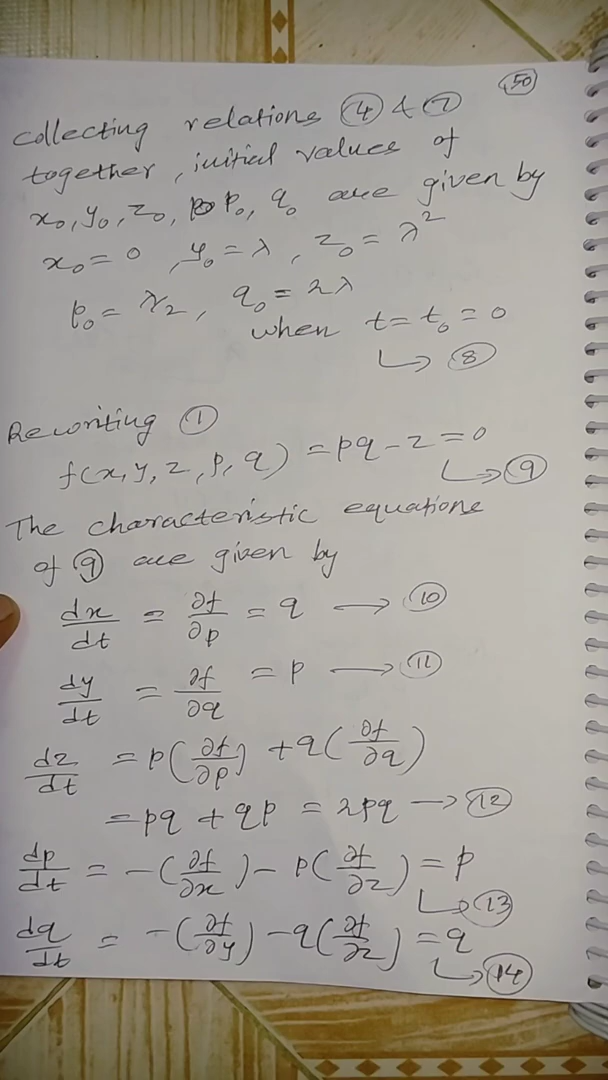 50
collecting relations ④ & ⑦
together, initial values of
x₀, y₀, z₀, p₀, q₀ are given by
x₀ = 0, y₀ = λ, z₀ = λ²
p₀ = λ/2, q₀ = 2λ
when t = t₀ = 0
↳ ⑧
Rewriting ①
f(x, y, z, p, q) = pq - z = 0
↳ ⑨
The characteristic equations
of ⑨ are given by
dx/dt = ∂f/∂p = q → ⑩
dy/dt = ∂f/∂q = p → ⑪
dz/dt = p(∂f/∂p) + q(∂f/∂q)
= pq + qp = 2pq → ⑫
dp/dt = -(∂f/∂x) - p(∂f/∂z) = p
↳ ⑬
dq/dt = -(∂f/∂y) - q(∂f/∂z) = q
↳ ⑭